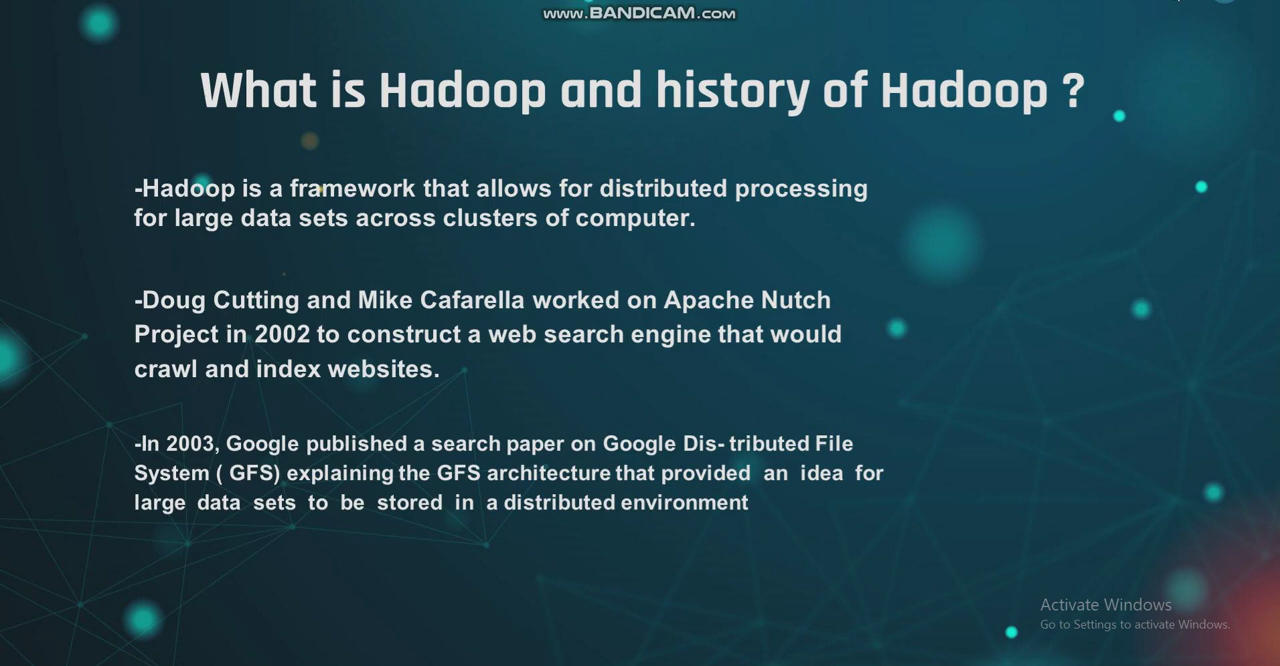 www.BANDICAM.com
What is Hadoop and history of Hadoop ?
-Hadoop is a framework that allows for distributed processing
for large data sets across clusters of computer.
-Doug Cutting and Mike Cafarella worked on Apache Nutch
Project in 2002 to construct a web search engine that would
crawl and index websites.
-In 2003, Google published a search paper on Google Dis- tributed File
System ( GFS) explaining the GFS architecture that provided an idea for
large data sets to be stored in a distributed environment
Activate Windows
Go to Settings to activate Windows.